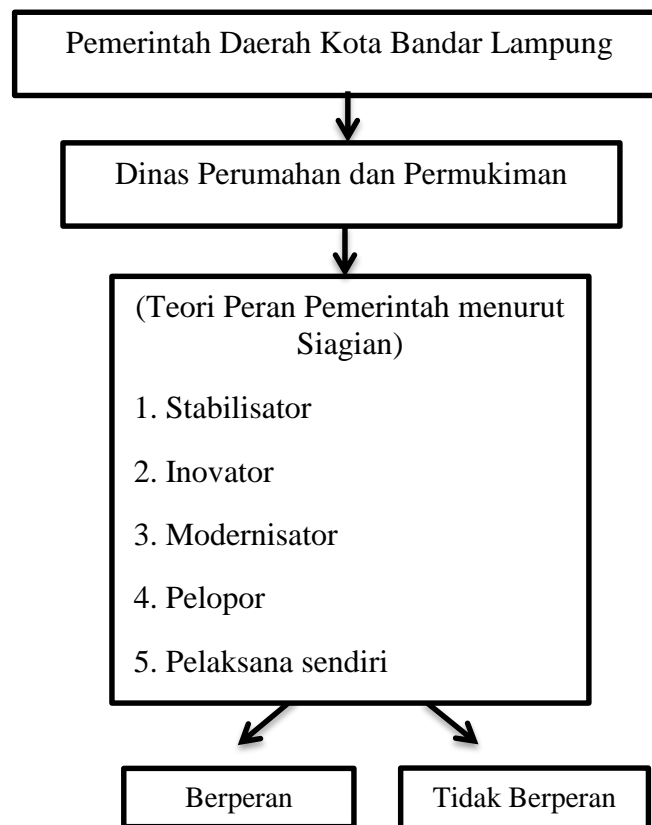 Pemerintah Daerah Kota Bandar Lampung
Dinas Perumahan dan Permukiman
(Teori Peran Pemerintah menurut
Siagian)
1. Stabilisator
2. Inovator
3. Modernisator
4. Pelopor
5. Pelaksana sendiri
Berperan
Tidak Berperan